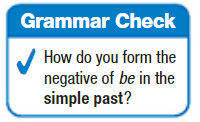 Grammar Check
How do you form the
negative of be in the
simple past?